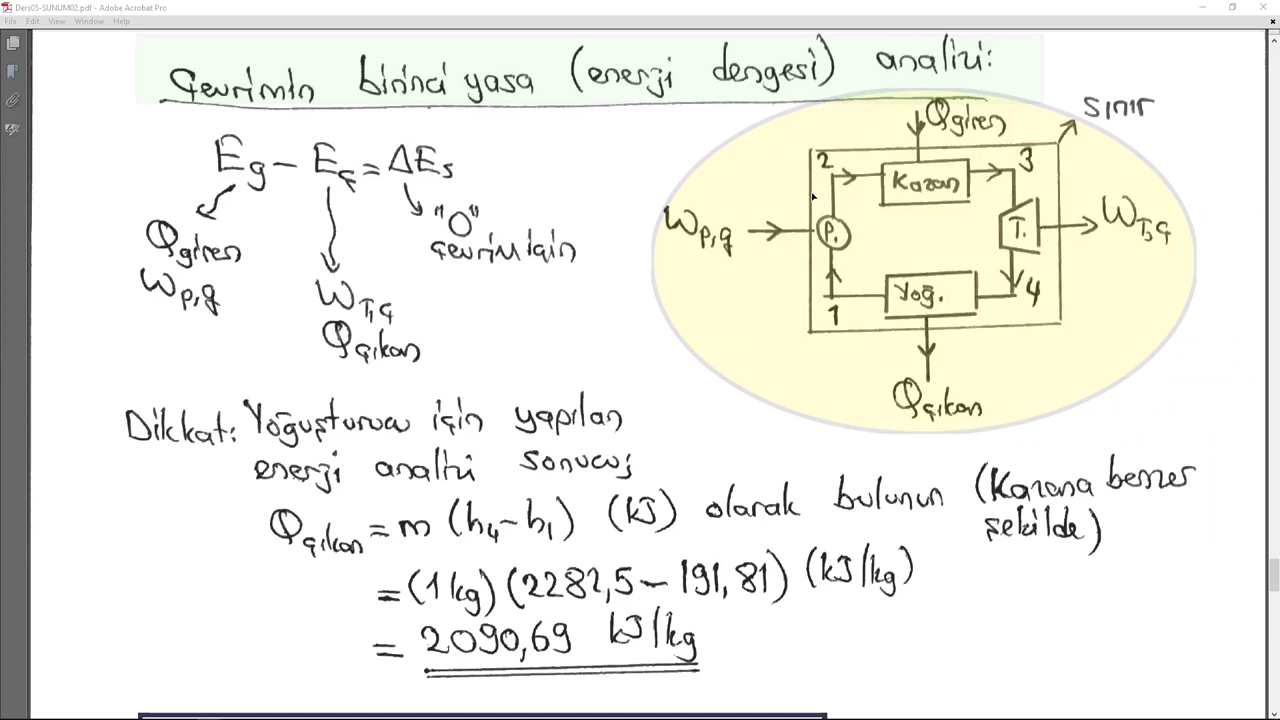 Ders05-SUNUM02.pdf - Adobe Acrobat Pro
File Edit View Window Help
Çevrimin birinci yasa (enerji dengesi) analizi:
Eg - Eç = ΔEs
Qgiren
Wp,g
WT,ç
Qçıkan
"0"
çevrim için
Qgiren
sınır
2
Kazan
3
Wp,g
P.
T.
WT,ç
1
Yoğ.
4
Qçıkan
Dikkat: Yoğuşturucu için yapılan
enerji analizi sonucu;
Qçıkan = m (h4 - h1) (kJ) olarak bulunur (Kazana benzer
şekilde)
= (1 kg) (2282,5 - 191,81) (kJ/kg)
= 2090,69 kJ/kg